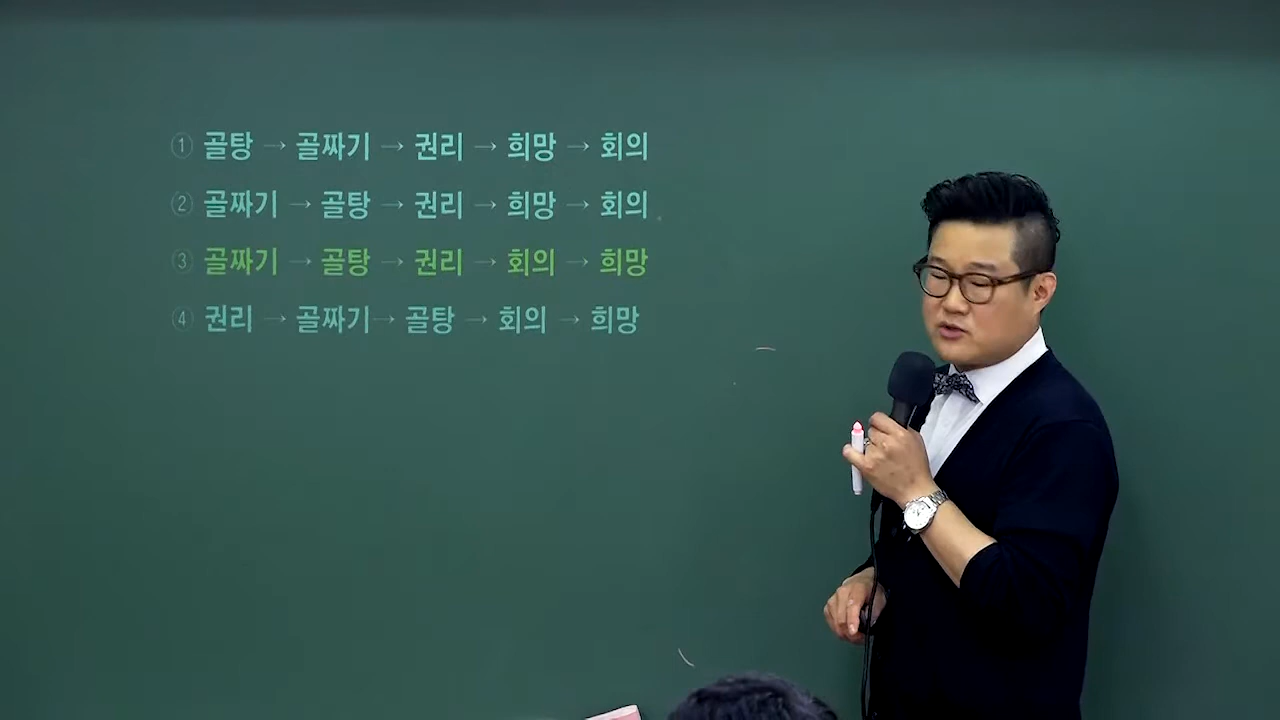 ① 골탕 → 골짜기 → 권리 → 희망 → 회의
② 골짜기 → 골탕 → 권리 → 희망 → 회의
③ 골짜기 → 골탕 → 권리 → 회의 → 희망
④ 권리 → 골짜기 → 골탕 → 회의 → 희망